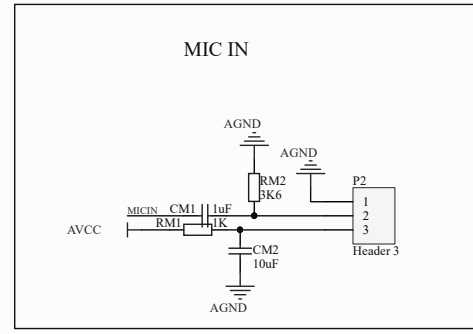 MIC IN
AGND
AGND
RM2
3K6
P2
1
2
3
Header 3
MICIN
CM1
1uF
AVCC
RM1
1K
CM2
10uF
AGND